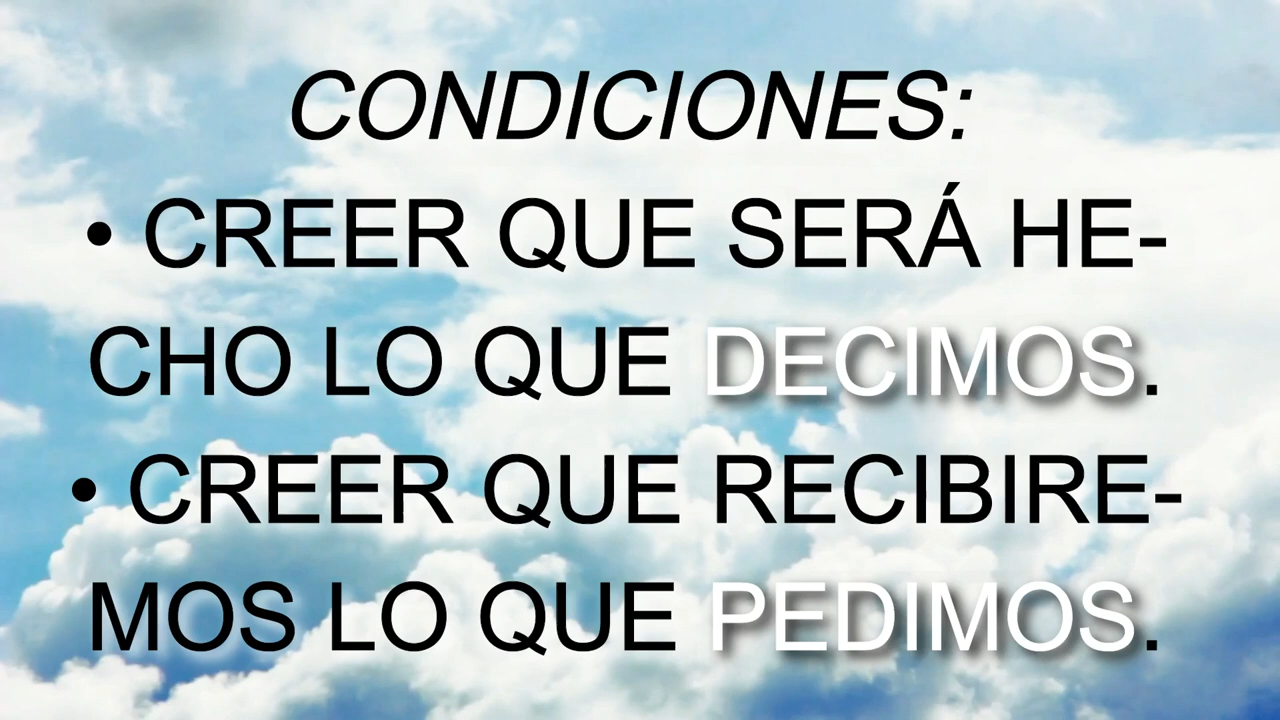 CONDICIONES:
• CREER QUE SERÁ HE-
CHO LO QUE DECIMOS.
• CREER QUE RECIBIRE-
MOS LO QUE PEDIMOS.